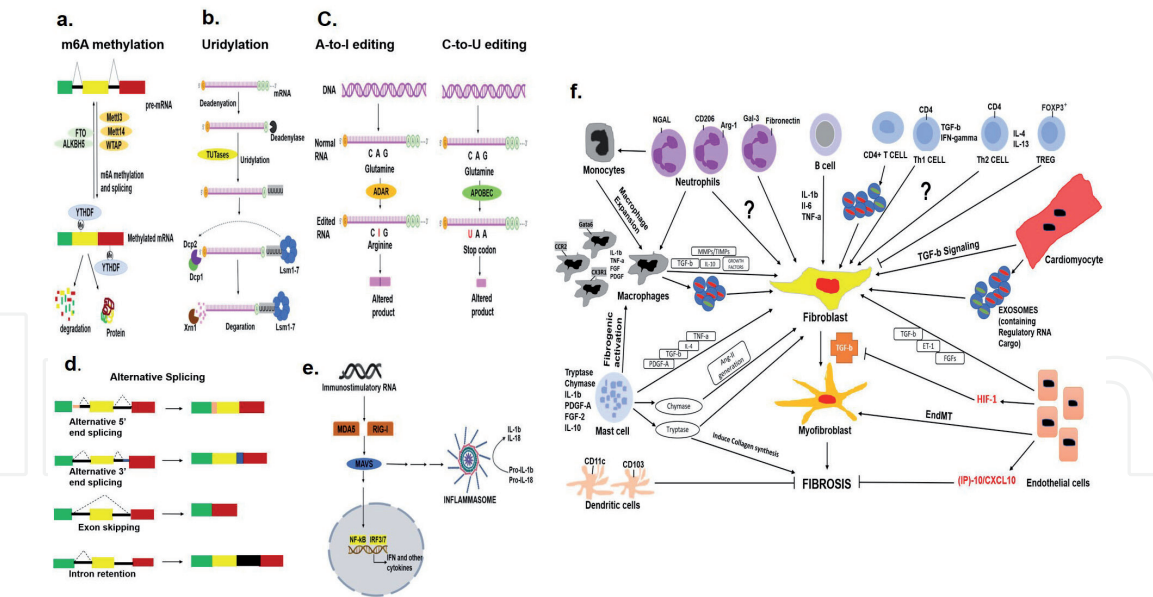 a.
m6A methylation
pre-mRNA
Mettl3
Mett14
WTAP
FTO
ALKBH5
m6A methylation
and splicing
YTHDF
Methylated mRNA
YTHDF
degradation
Protein
b.
Uridylation
mRNA
Deadenyation
Deadenylase
TUTases
Uridylation
UUUUU
Dcp2
Dcp1
UUUUU
Lsm1-7
Xrn1
Degaration
UUUUU
Lsm1-7
C.
A-to-I editing
C-to-U editing
DNA
Normal
RNA
C A G
Glutamine
C A G
Glutamine
ADAR
APOBEC
Edited
RNA
C I G
Arginine
U A A
Stop codon
Altered
product
Altered
product
d.
Alternative Splicing
Alternative 5'
end splicing
Alternative 3'
end splicing
Exon skipping
Intron retention
e.
Immunostimulatory RNA
MDA5
RIG-I
MAVS
IL-1b
IL-18
Pro-IL-1b
Pro-IL-18
INFLAMMASOME
NF-kB
IRF3/7
IFN and other
cytokines
f.
Monocytes
NGAL
CD206
Arg-1
Gal-3
Fibronectin
Neutrophils
B cell
IL-1b
Il-6
TNF-a
CD4+ T CELL
CD4
TGF-b
IFN-gamma
Th1 CELL
CD4
Th2 CELL
IL-4
IL-13
FOXP3+
TREG
Macrophage
Expansion
?
?
Gata6
CCR2
CX3R1
IL-1b
TNF-a
FGF
PDGF
Macrophages
MMPs/TIMPs
TGF-b
IL-10
GROWTH
FACTORS
Fibroblast
TGF-b Signaling
Cardiomyocyte
EXOSOMES
(containing
Regulatory RNA
Cargo)
Fibrogenic
activation
TNF-a
IL-4
TGF-b
PDGF-A
Ang-II
generation
TGF-b
TGF-b
ET-1
FGFs
Tryptase
Chymase
IL-1b
PDGF-A
FGF-2
IL-10
Mast cell
Chymase
Tryptase
Induce Collagen synthesis
Myofibroblast
HIF-1
EndMT
CD11c
CD103
Dendritic cells
FIBROSIS
(IP)-10/CXCL10
Endothelial cells